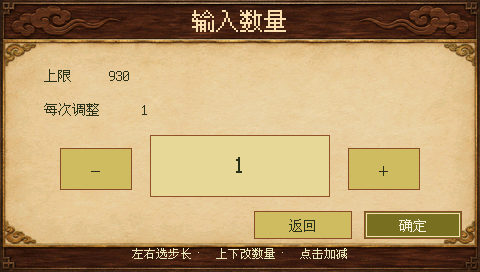 输入数量
上限 930
每次调整 1
- 1 +
返回 确定
左右选步长· 上下改数量· 点击加减